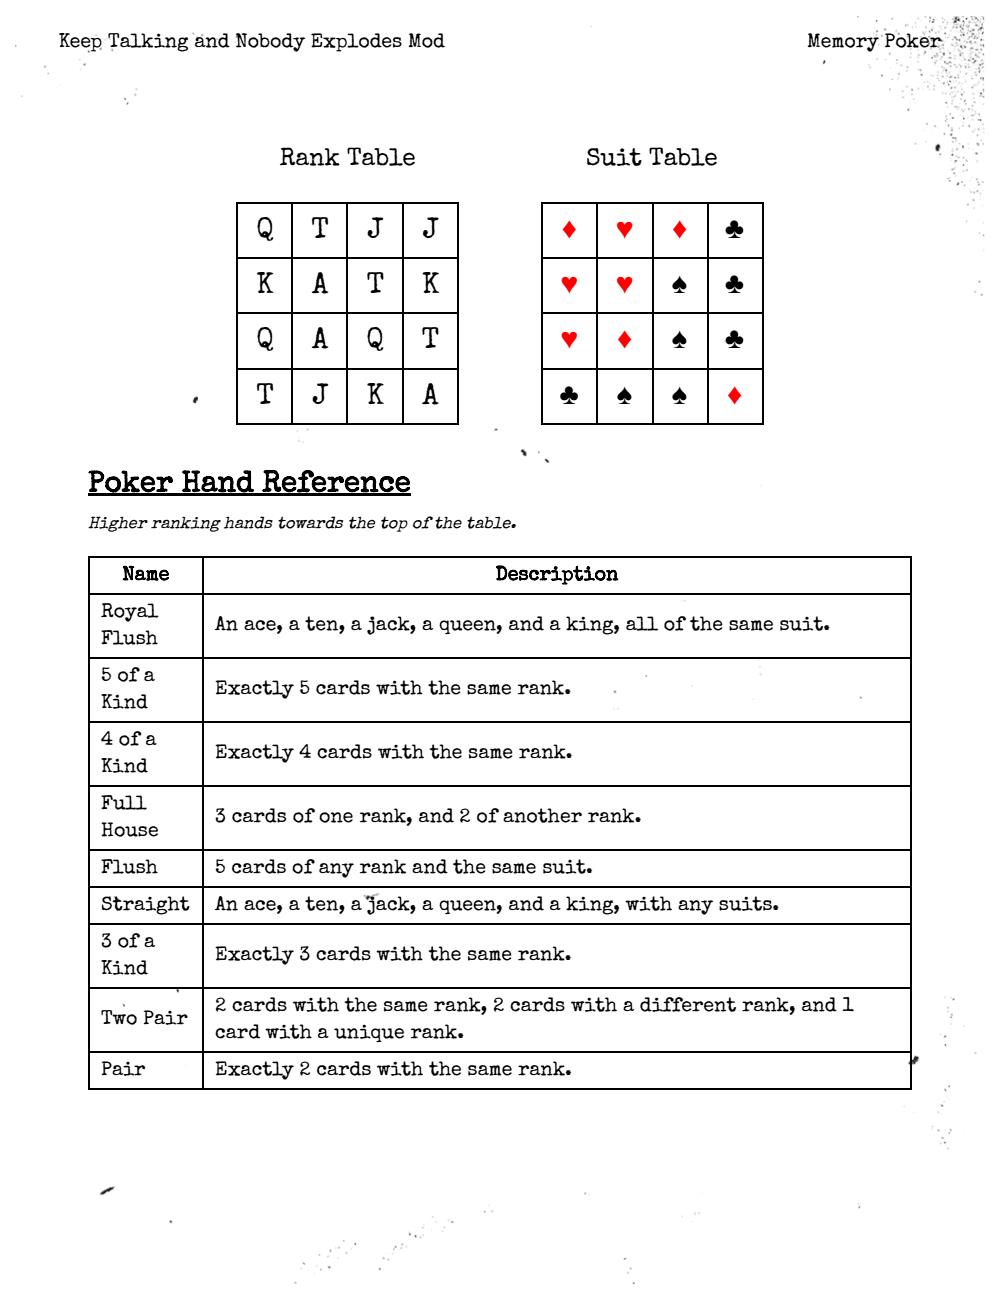 Keep Talking and Nobody Explodes Mod
Memory Poker
Rank Table
Suit Table
Q T J J
♦ ♥ ♦ ♣
K A T K
♥ ♥ ♠ ♣
Q A Q T
♥ ♦ ♠ ♣
T J K A
♣ ♠ ♠ ♦
Poker Hand Reference
Higher ranking hands towards the top of the table.
Name
Description
Royal
Flush
An ace, a ten, a jack, a queen, and a king, all of the same suit.
5 of a
Kind
Exactly 5 cards with the same rank.
4 of a
Kind
Exactly 4 cards with the same rank.
Full
House
3 cards of one rank, and 2 of another rank.
Flush
5 cards of any rank and the same suit.
Straight
An ace, a ten, a jack, a queen, and a king, with any suits.
3 of a
Kind
Exactly 3 cards with the same rank.
Two Pair
2 cards with the same rank, 2 cards with a different rank, and 1
card with a unique rank.
Pair
Exactly 2 cards with the same rank.